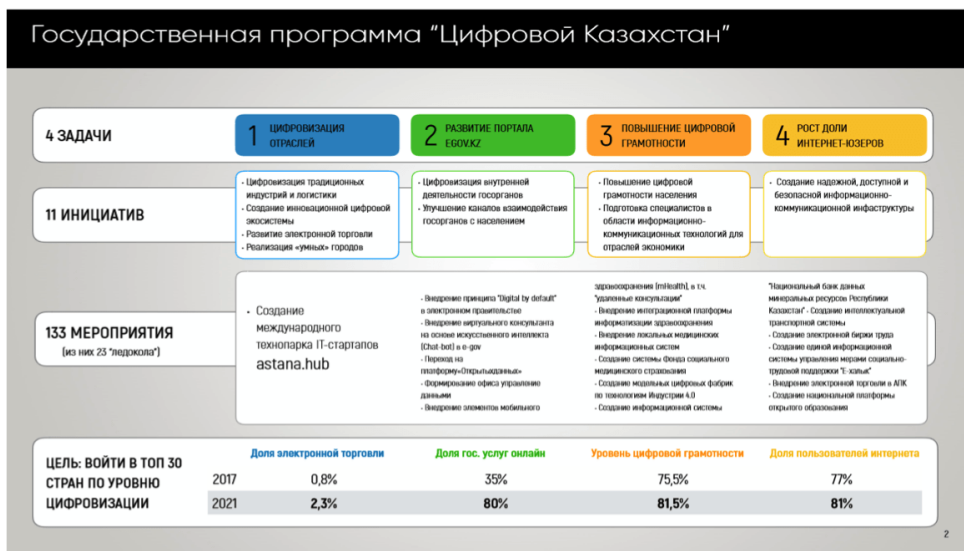 Государственная программа "Цифровой Казахстан"
4 ЗАДАЧИ
1 ЦИФРОВИЗАЦИЯ
ОТРАСЛЕЙ
2 РАЗВИТИЕ ПОРТАЛА
EGOV.KZ
3 ПОВЫШЕНИЕ ЦИФРОВОЙ
ГРАМОТНОСТИ
4 РОСТ ДОЛИ
ИНТЕРНЕТ-ЮЗЕРОВ
11 ИНИЦИАТИВ
· Цифровизация традиционных
индустрий и логистики
· Создание инновационной цифровой
экосистемы
· Развитие электронной торговли
· Реализация «умных» городов
· Цифровизация внутренней
деятельности госорганов
· Улучшение каналов взаимодействия
госорганов с населением
· Повышение цифровой
грамотности населения
· Подготовка специалистов в
области информационно-
коммуникационных технологий для
отраслей экономики
· Создание надежной, доступной и
безопасной информационно-
коммуникационной инфраструктуры
133 МЕРОПРИЯТИЯ
(из них 23 "ледокола")
· Создание
международного
технопарка IT-стартапов
astana.hub
- Внедрение принципа "Digital by default"
в электронном правительстве
- Внедрение виртуального консультанта
на основе искусственного интеллекта
(Chat-bot) в e-gov
- Переход на
платформу«Открытыхданных»
- Формирование офиса управление
данными
- Внедрение элементов мобильного
здравоохранения (mHealth), в т.ч.
"удаленные консультации"
- Внедрение интеграционной платформы
информатизации здравоохранения
- Внедрение локальных медицинских
информационных систем
- Создание системы Фонда социального
медицинского страхования
- Создание модельных цифровых фабрик
по технологиям Индустрии 4.0
- Создание информационной системы
"Национальный банк данных
минеральных ресурсов Республики
Казахстан" - Создание интеллектуальной
транспортной системы
- Создание электронной биржи труда
- Создание единой информационной
системы управления мерами социально-
трудовой поддержки "Е-халык"
- Внедрение электронной торговли в АПК
- Создание национальной платформы
открытого образования
ЦЕЛЬ: ВОЙТИ В ТОП 30
СТРАН ПО УРОВНЮ
ЦИФРОВИЗАЦИИ
Доля электронной торговли Доля гос. услуг онлайн Уровень цифровой грамотности Доля пользователей интернета
2017 0,8% 35% 75,5% 77%
2021 2,3% 80% 81,5% 81%
2